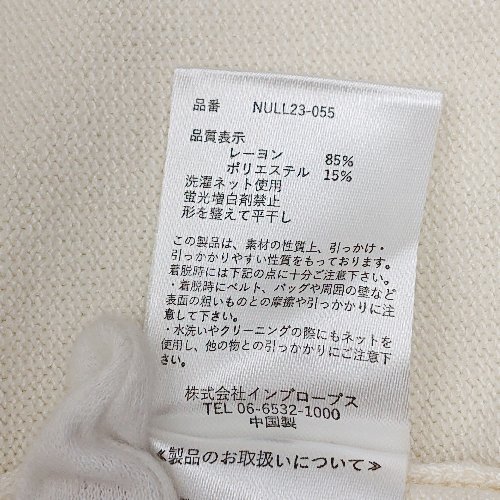 品番 NULL23-055
品質表示
レーヨン 85%
ポリエステル 15%
洗濯ネット使用
蛍光増白剤禁止
形を整えて平干し
この製品は、素材の性質上、引っかけ・
引っかかりやすい性質をもっております。
着脱時には下記の点に十分ご注意下さい。
・着脱時にベルト、バッグや周囲の壁など
表面の粗いものとの摩擦や引っかかりに注
意して下さい。
・水洗いやクリーニングの際にもネットを
使用し、他の物との引っかかりにご注意下
さい。
株式会社インプローブス
TEL 06-6532-1000
中国製
≪製品のお取扱いについて≫